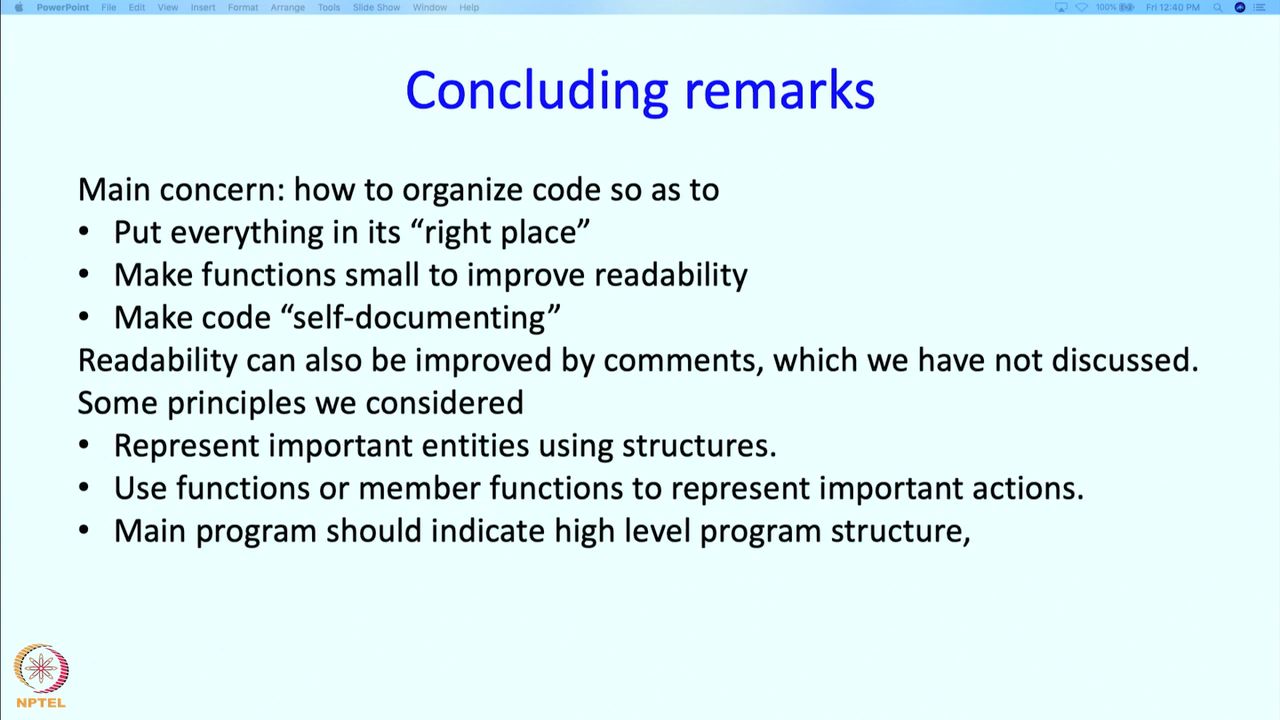 PowerPoint File Edit View Insert Format Arrange Tools Slide Show Window Help 100% Fri 12:40 PM
Concluding remarks
Main concern: how to organize code so as to
• Put everything in its “right place”
• Make functions small to improve readability
• Make code “self-documenting”
Readability can also be improved by comments, which we have not discussed.
Some principles we considered
• Represent important entities using structures.
• Use functions or member functions to represent important actions.
• Main program should indicate high level program structure,
NPTEL